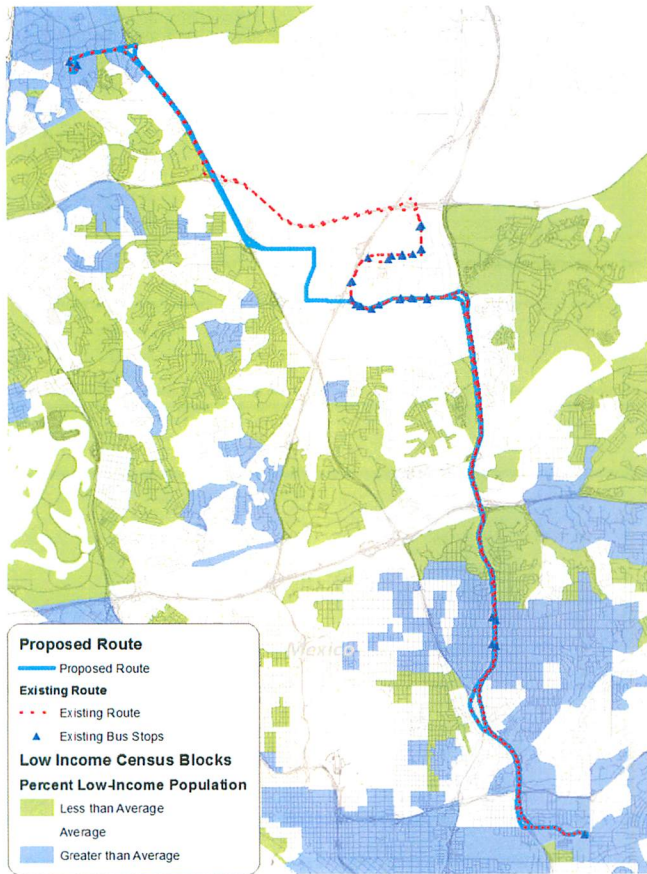 Mexico
Proposed Route
Proposed Route
Existing Route
Existing Route
Existing Bus Stops
Low Income Census Blocks
Percent Low-Income Population
Less than Average
Average
Greater than Average